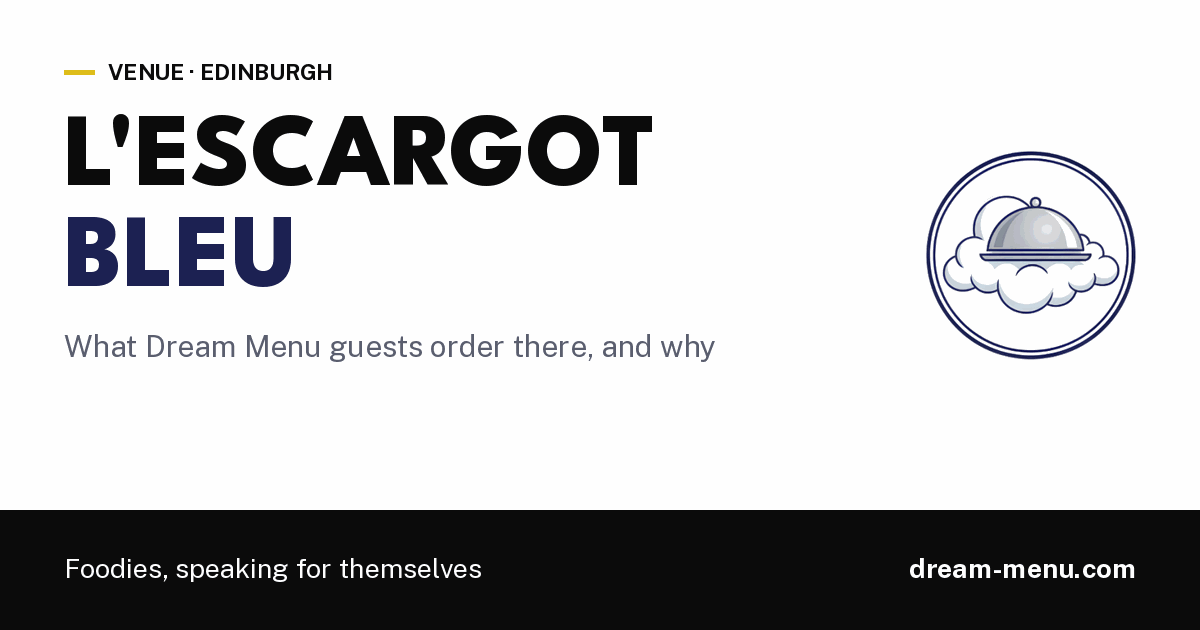 VENUE · EDINBURGH
L'ESCARGOT
BLEU
What Dream Menu guests order there, and why
Foodies, speaking for themselves
dream-menu.com